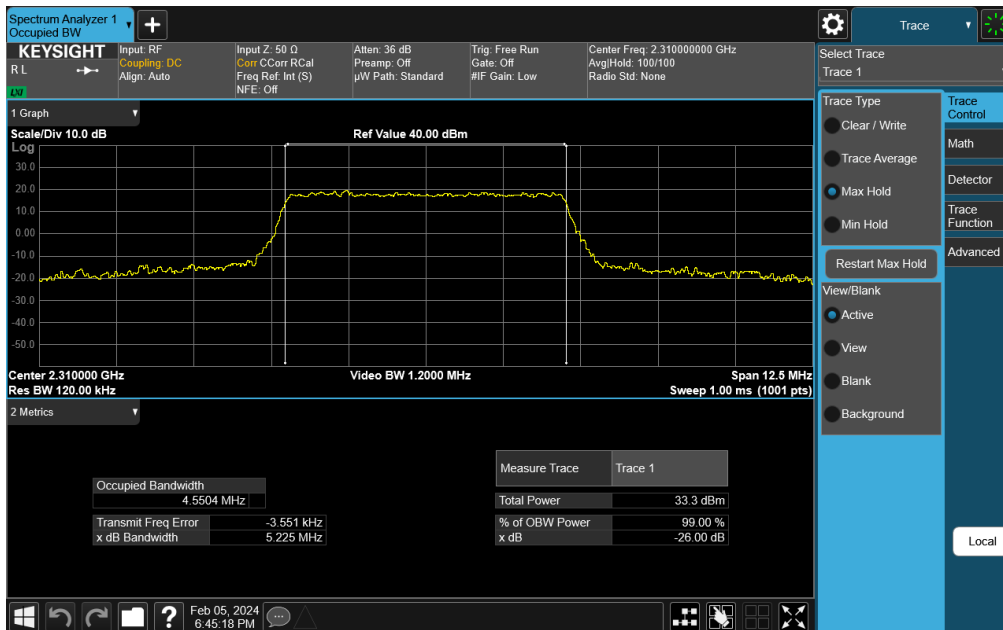 Spectrum Analyzer 1
Occupied BW
Trace
KEYSIGHT
R L
LXI
Input: RF
Coupling: DC
Align: Auto
Input Z: 50 Ω
Corr CCorr RCal
Freq Ref: Int (S)
NFE: Off
Atten: 36 dB
Preamp: Off
µW Path: Standard
Trig: Free Run
Gate: Off
#IF Gain: Low
Center Freq: 2.310000000 GHz
Avg|Hold: 100/100
Radio Std: None
Select Trace
Trace 1
1 Graph
Scale/Div 10.0 dB
Ref Value 40.00 dBm
Log
30.0
20.0
10.0
0.00
-10.0
-20.0
-30.0
-40.0
-50.0
Center 2.310000 GHz
Video BW 1.2000 MHz
Span 12.5 MHz
Res BW 120.00 kHz
Sweep 1.00 ms (1001 pts)
Trace Type
Clear / Write
Trace Average
Max Hold
Min Hold
Restart Max Hold
View/Blank
Active
View
Blank
Background
Trace
Control
Math
Detector
Trace
Function
Advanced
Local
2 Metrics
Occupied Bandwidth
4.5504 MHz
Transmit Freq Error -3.551 kHz
x dB Bandwidth 5.225 MHz
Measure Trace Trace 1
Total Power 33.3 dBm
% of OBW Power 99.00 %
x dB -26.00 dB
?
Feb 05, 2024
6:45:18 PM